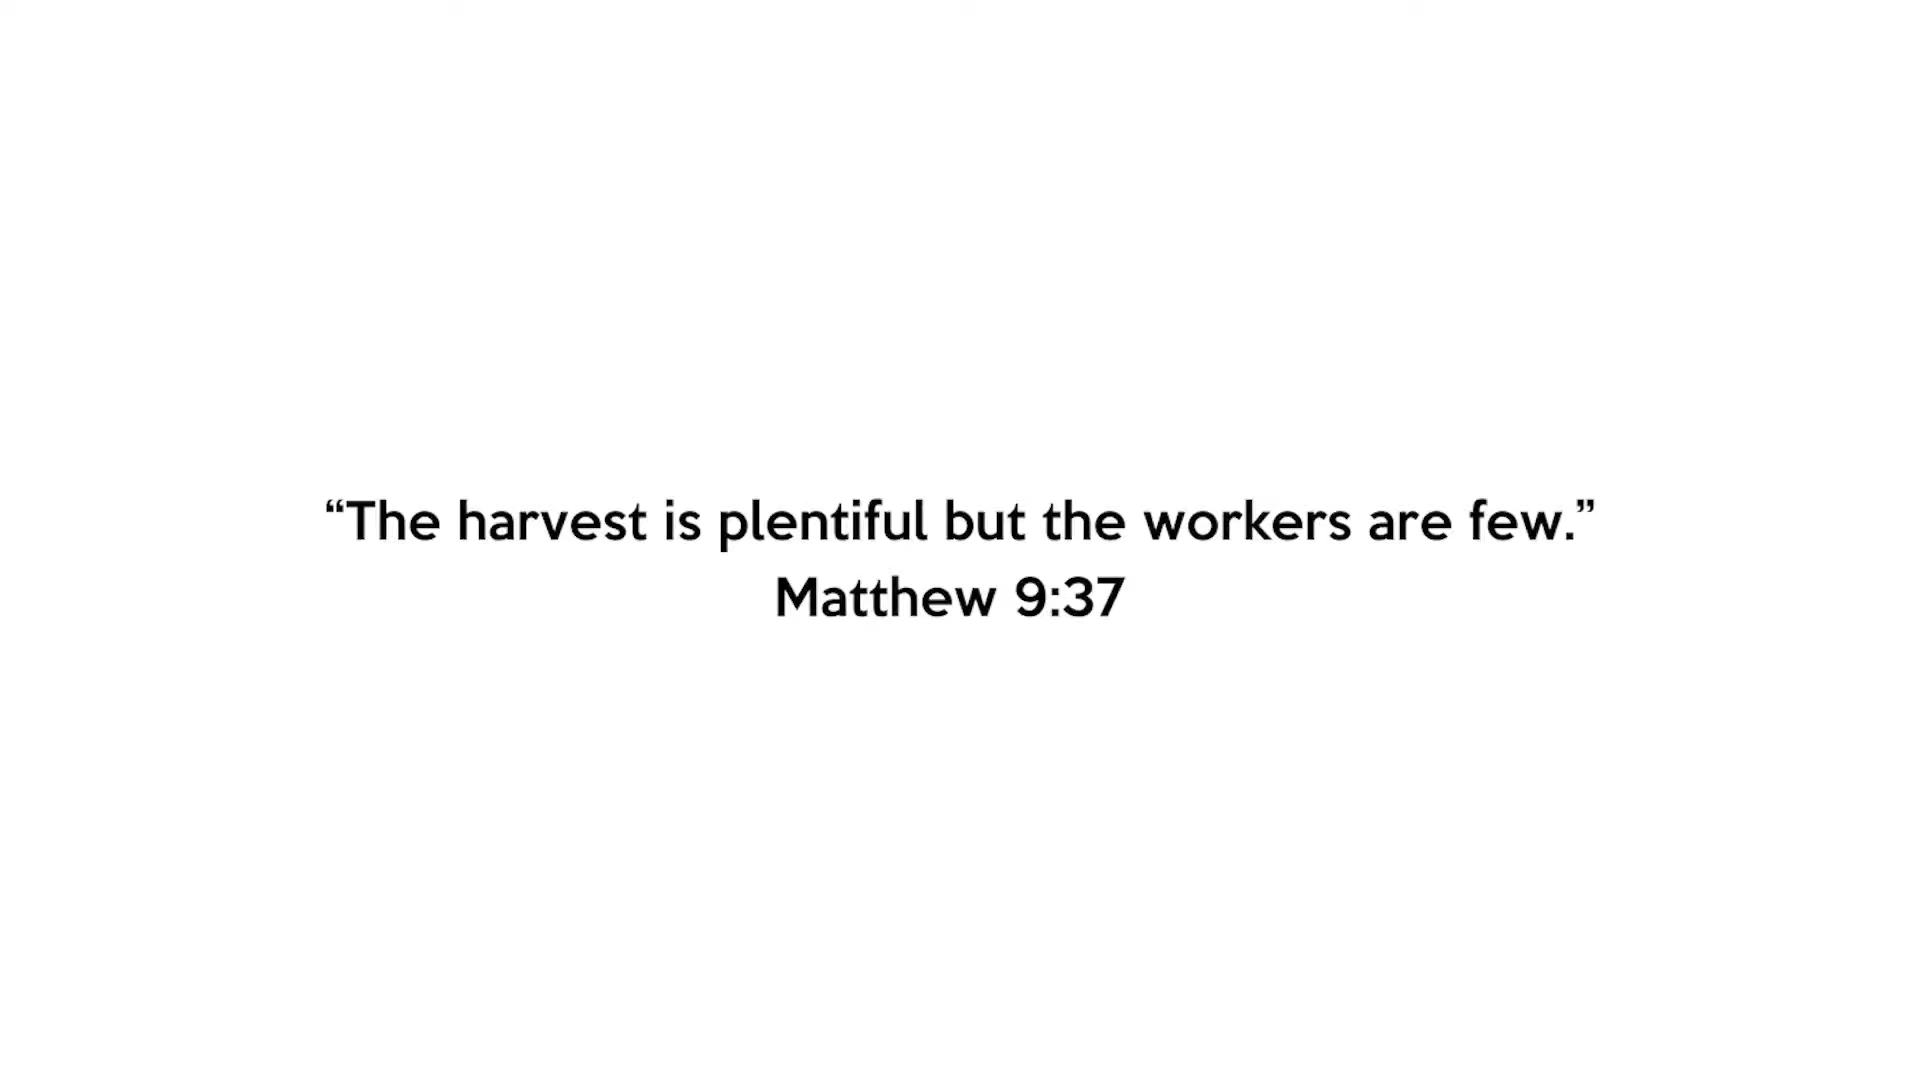 “The harvest is plentiful but the workers are few.”
Matthew 9:37